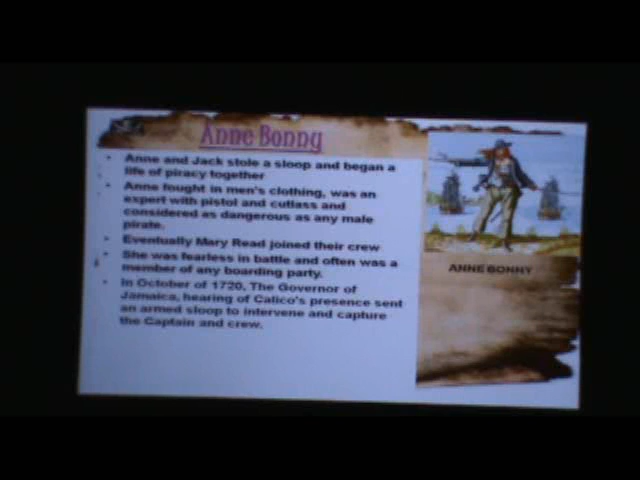 Anne Bonny
• Anne and Jack stole a sloop and began a
life of piracy together
• Anne fought in men's clothing, was an
expert with pistol and cutlass and
considered as dangerous as any male
pirate.
• Eventually Mary Read joined their crew
• She was fearless in battle and often was a
member of any boarding party.
• In October of 1720, The Governor of
Jamaica, hearing of Calico's presence sent
an armed sloop to intervene and capture
the Captain and crew.
ANNE BONNY